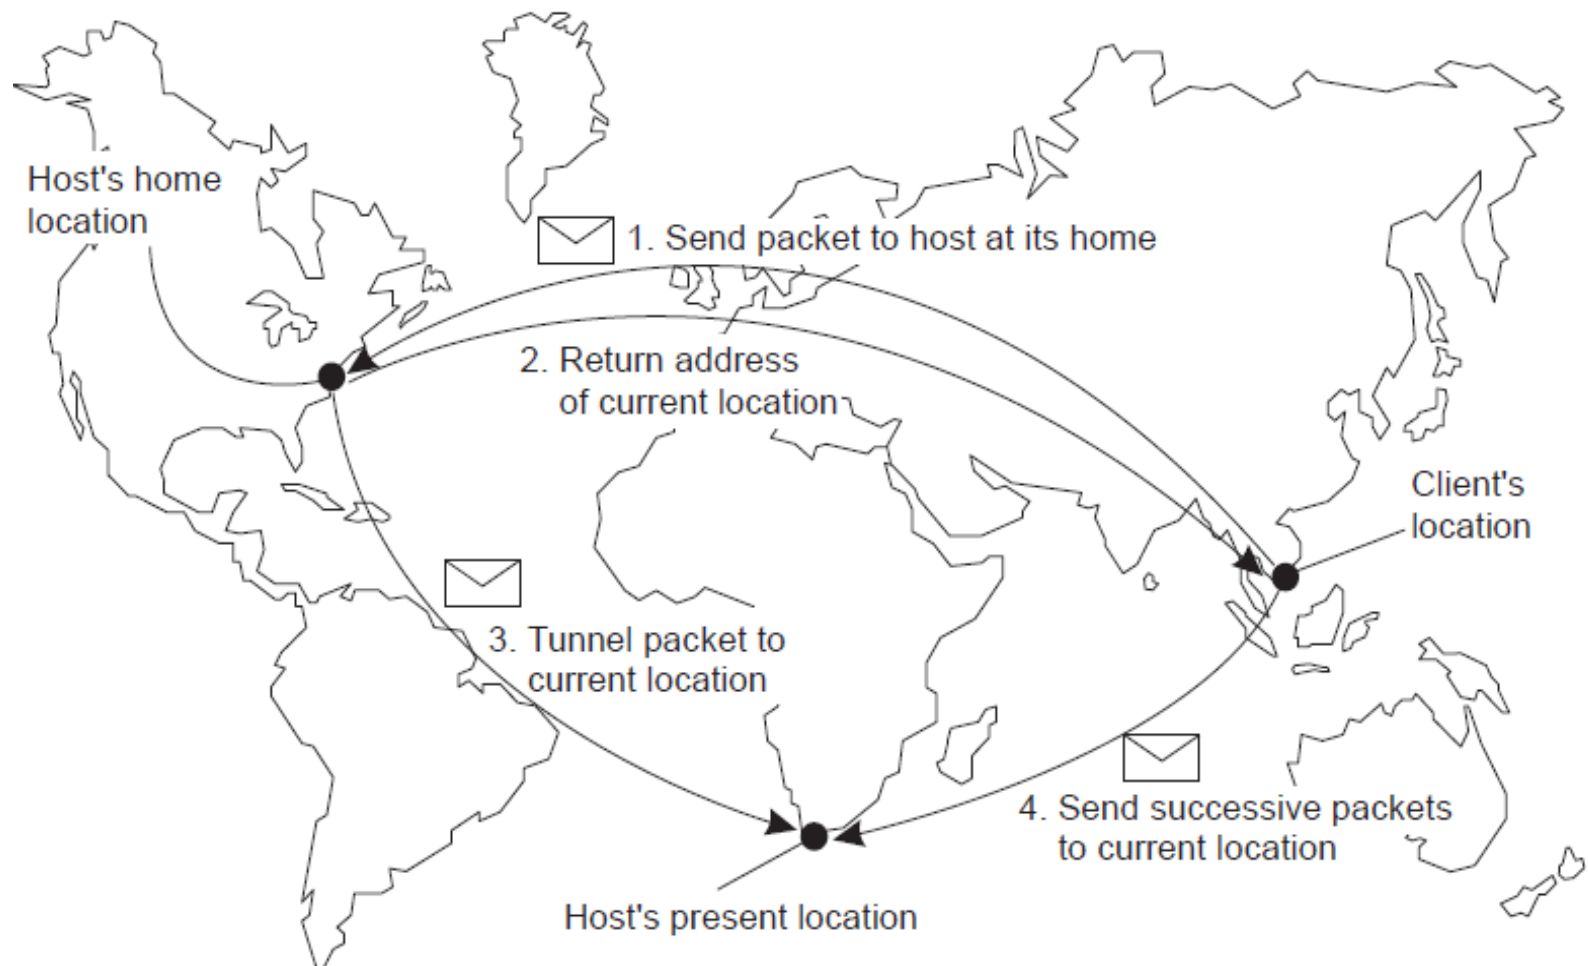 Host's home
location
1. Send packet to host at its home
2. Return address
of current location
Client's
location
3. Tunnel packet to
current location
4. Send successive packets
to current location
Host's present location